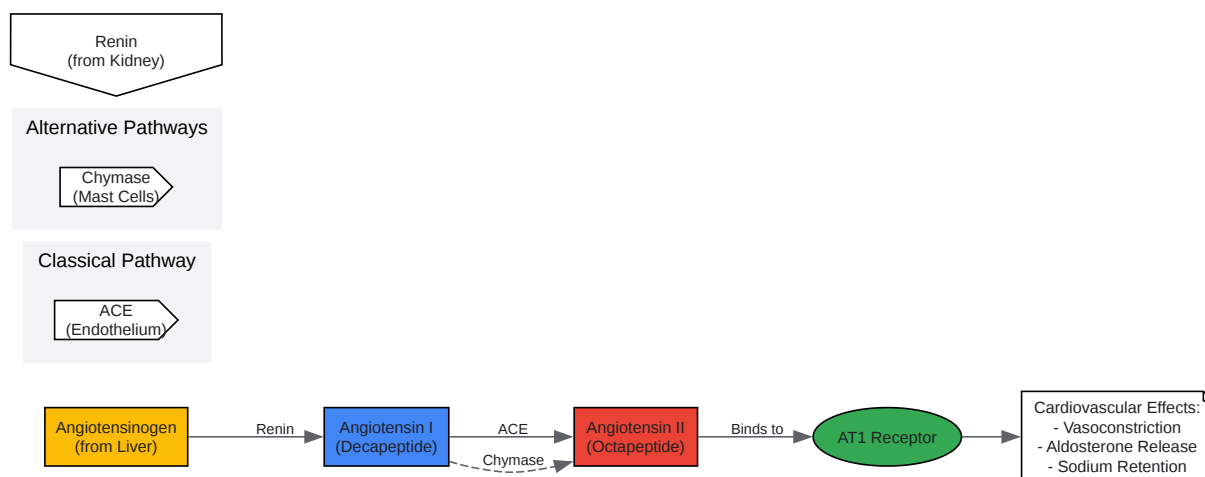 Renin
(from Kidney)
Alternative Pathways
Chymase
(Mast Cells)
Classical Pathway
ACE
(Endothelium)
Angiotensinogen
(from Liver)
Renin
Angiotensin I
(Decapeptide)
ACE
Chymase
Angiotensin II
(Octapeptide)
Binds to
AT1 Receptor
Cardiovascular Effects:
- Vasoconstriction
- Aldosterone Release
- Sodium Retention